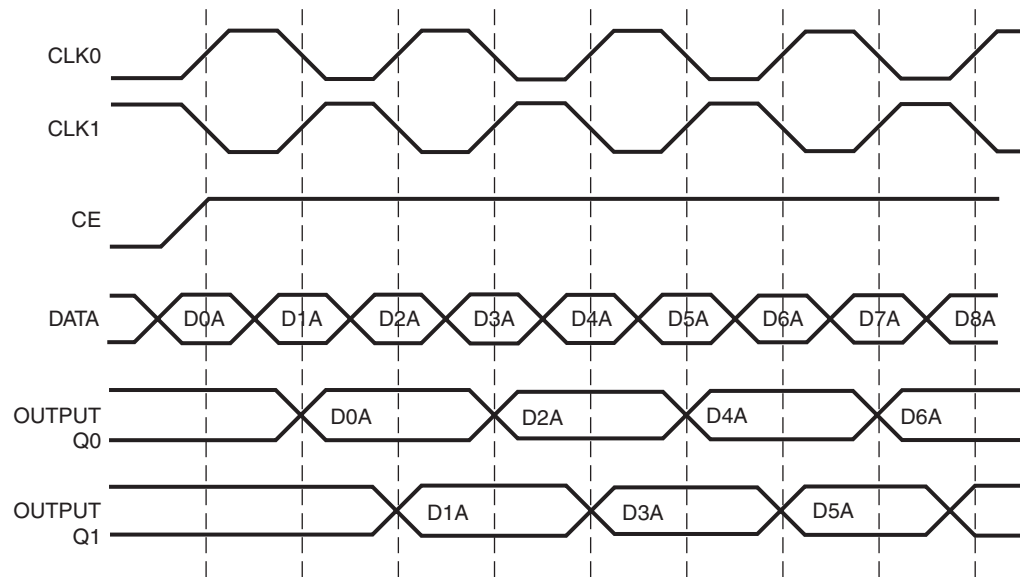 CLK0
CLK1
CE
DATA D0A D1A D2A D3A D4A D5A D6A D7A D8A
OUTPUT Q0 D0A D2A D4A D6A
OUTPUT Q1 D1A D3A D5A